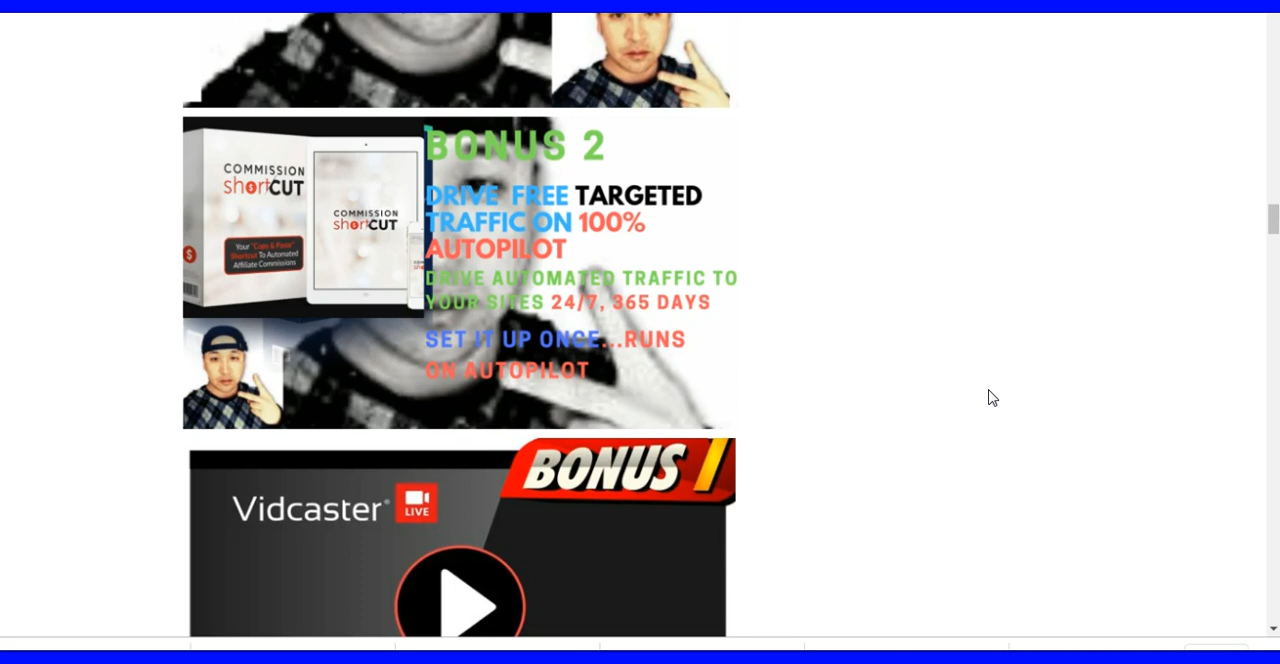 COMMISSION
shortCUT
Your "Copy & Paste"
Shortcut To Automated
Affiliate Commissions
COMMISSION
shortCUT
BONUS 2
DRIVE FREE TARGETED
TRAFFIC ON 100%
AUTOPILOT
DRIVE AUTOMATED TRAFFIC TO
YOUR SITES 24/7, 365 DAYS
SET IT UP ONCE...RUNS
ON AUTOPILOT
BONUS 1
Vidcaster®
LIVE